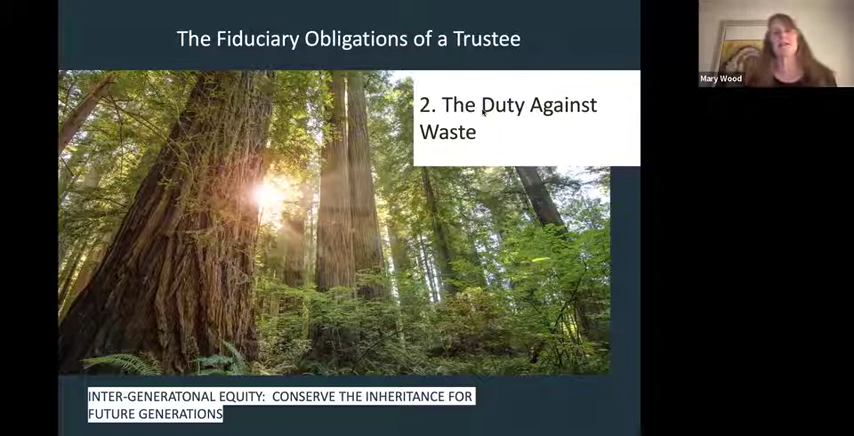 The Fiduciary Obligations of a Trustee
Mary Wood
2. The Duty Against
Waste
INTER-GENERATONAL EQUITY:  CONSERVE THE INHERITANCE FOR
FUTURE GENERATIONS